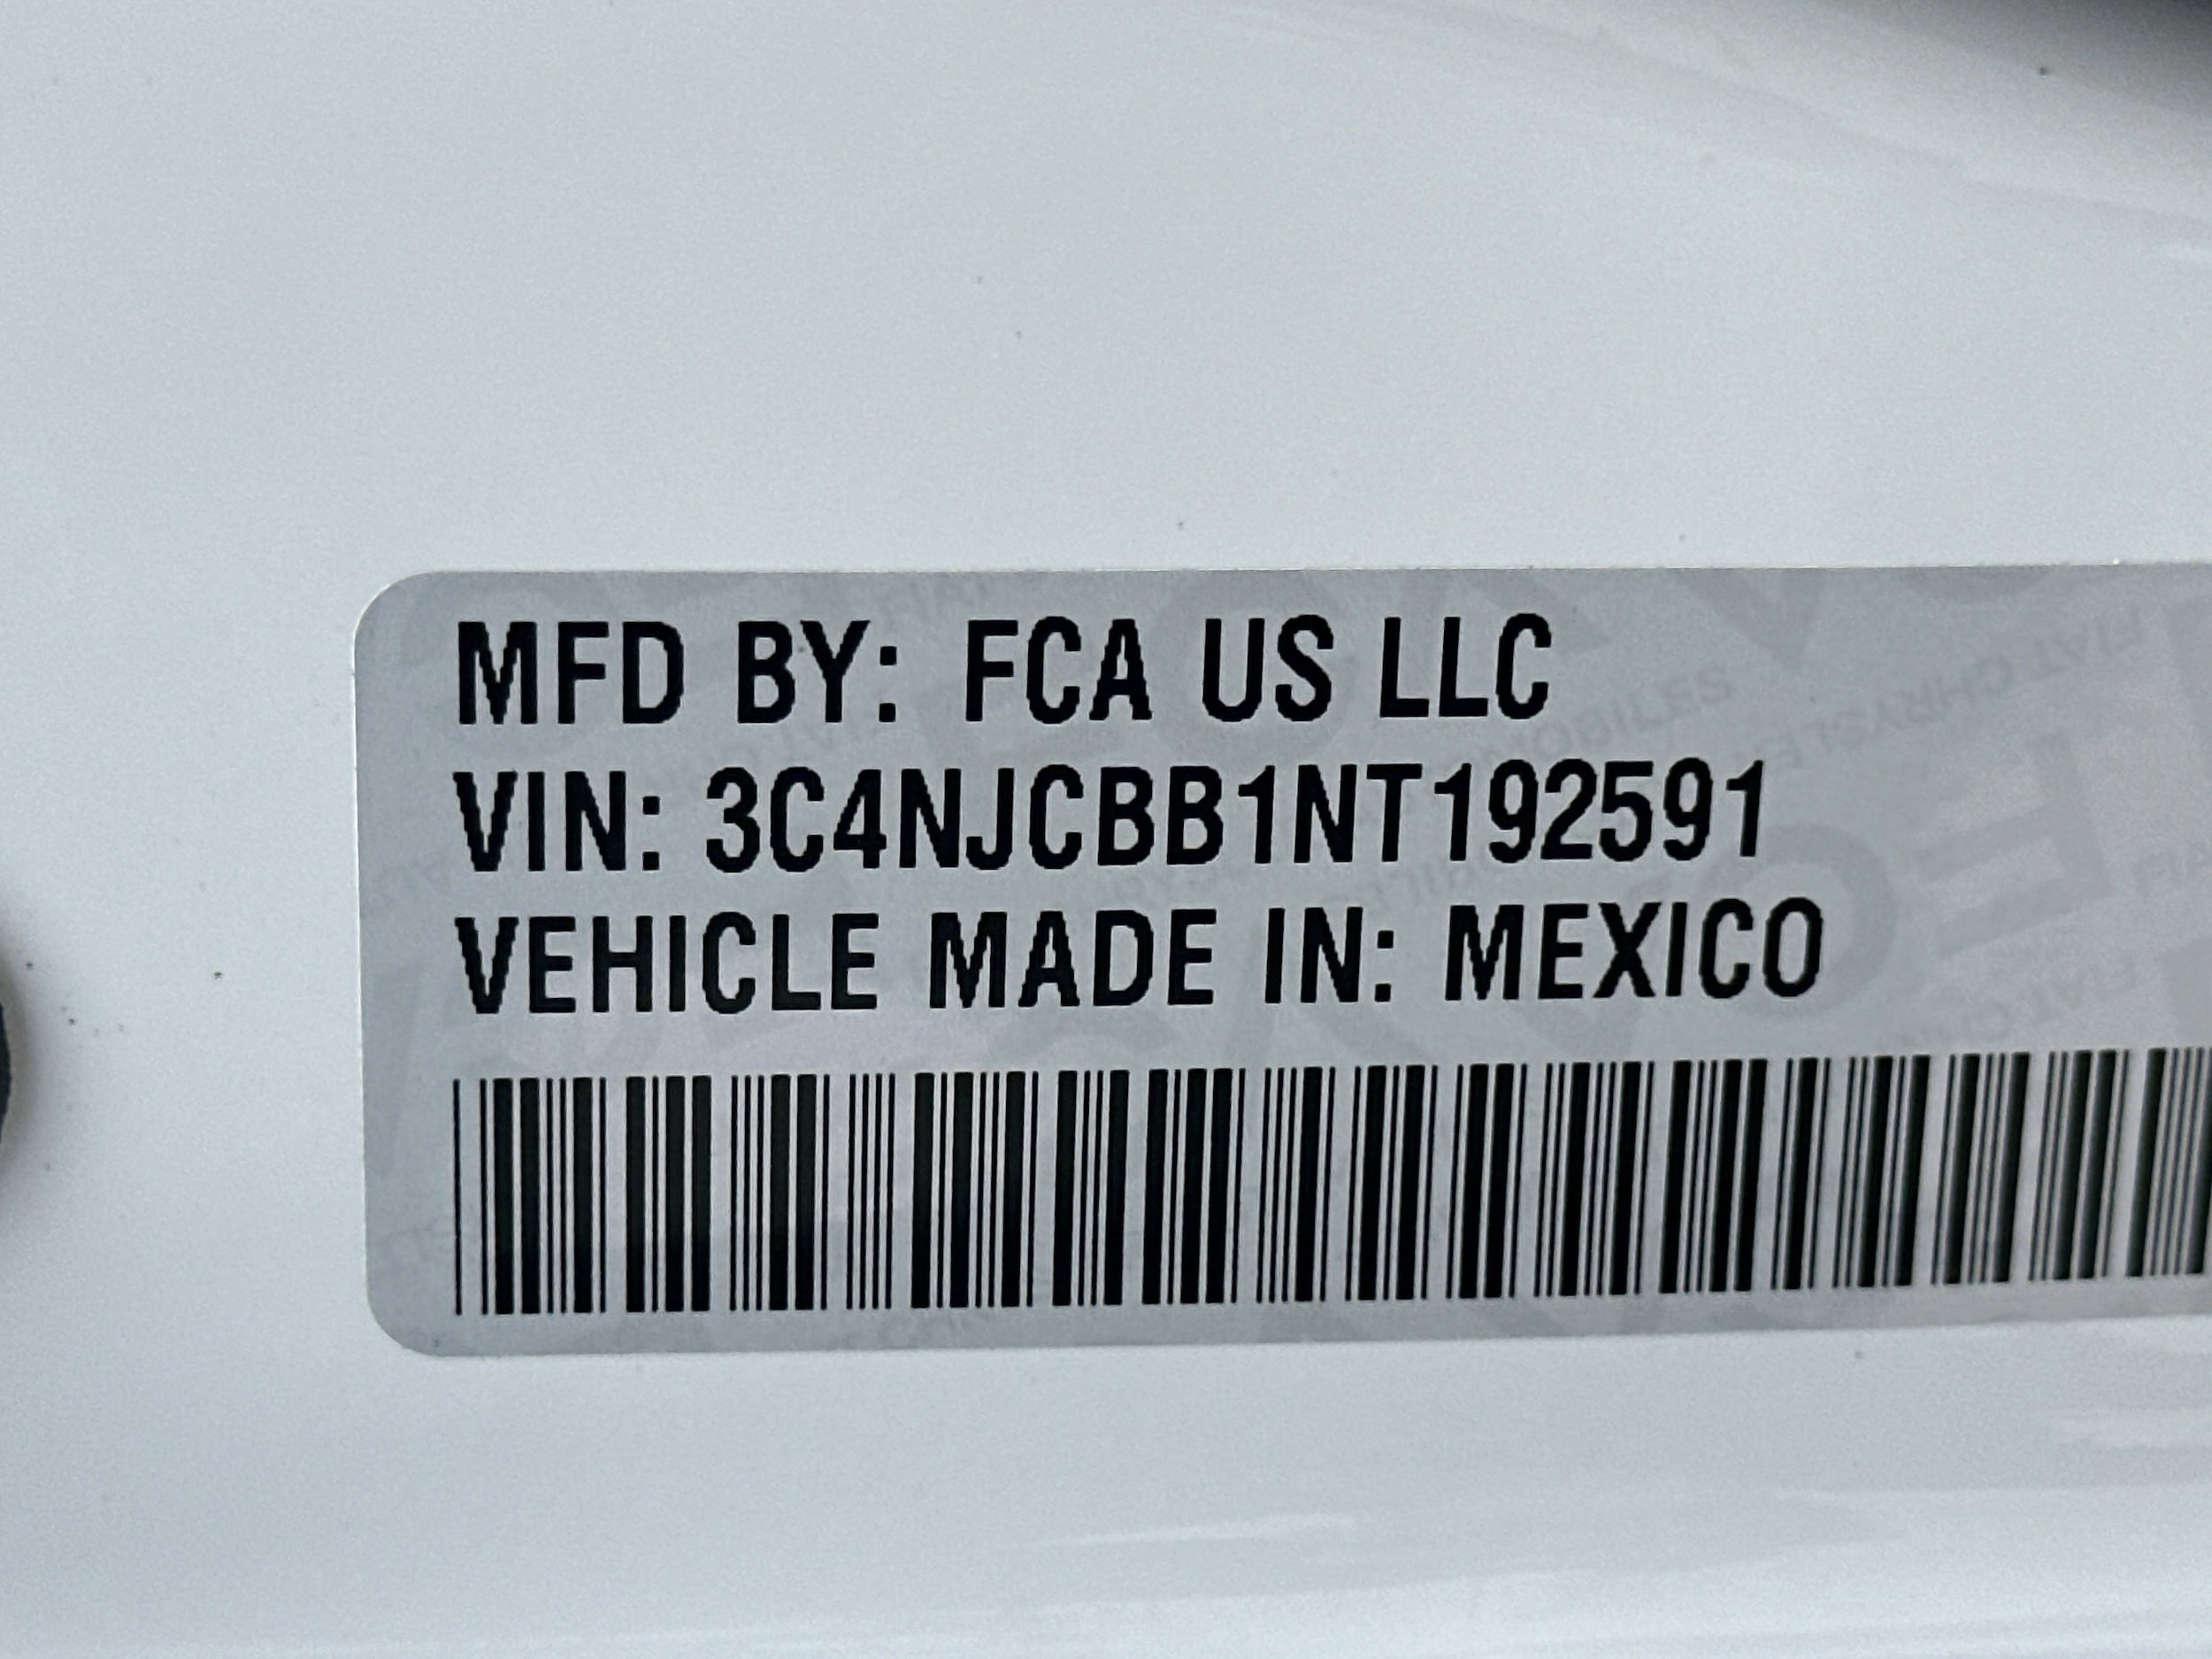 MFD BY: FCA US LLC
VIN: 3C4NJCBB1NT192591
VEHICLE MADE IN: MEXICO